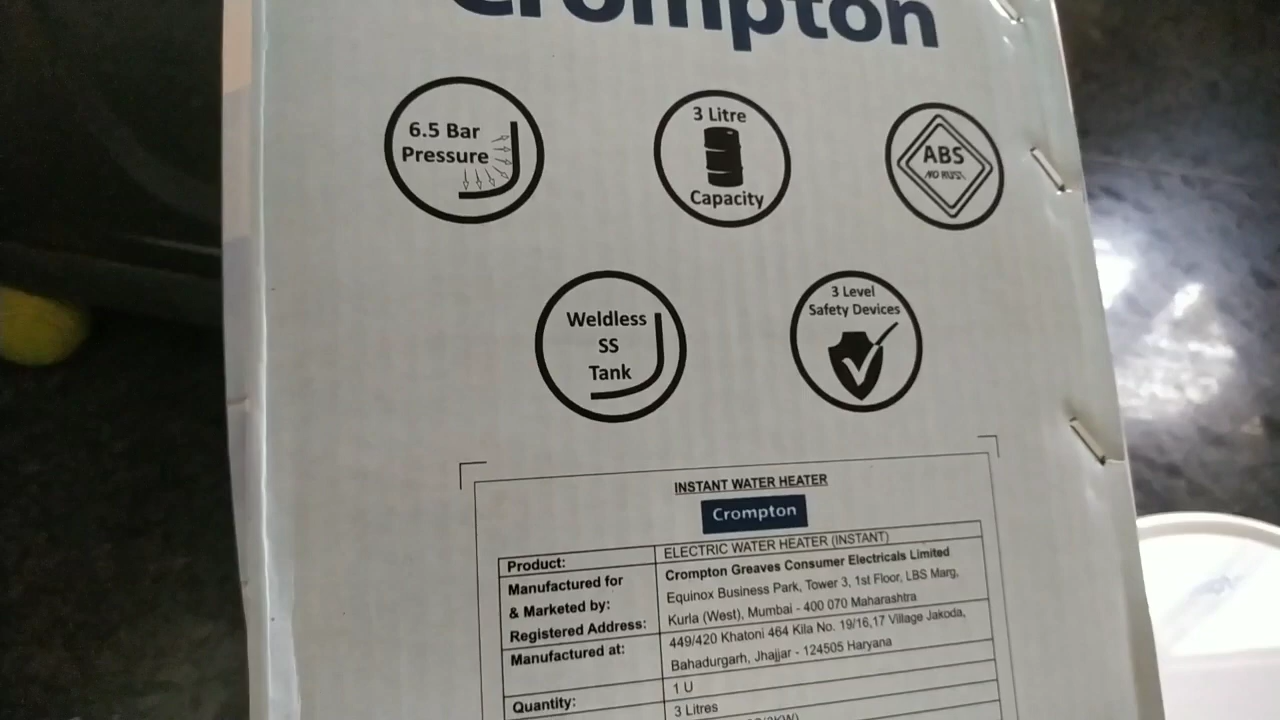 Crompton
6.5 Bar
Pressure
3 Litre
Capacity
ABS
NO RUST
Weldless
SS
Tank
3 Level
Safety Devices
INSTANT WATER HEATER
Crompton
Product: ELECTRIC WATER HEATER (INSTANT)
Manufactured for
& Marketed by:
Registered Address:
Crompton Greaves Consumer Electricals Limited
Equinox Business Park, Tower 3, 1st Floor, LBS Marg,
Kurla (West), Mumbai - 400 070 Maharashtra
Manufactured at:
449/420 Khatoni 464 Kila No. 19/16,17 Village Jakoda,
Bahadurgarh, Jhajjar - 124505 Haryana
Quantity: 1 U
3 Litres